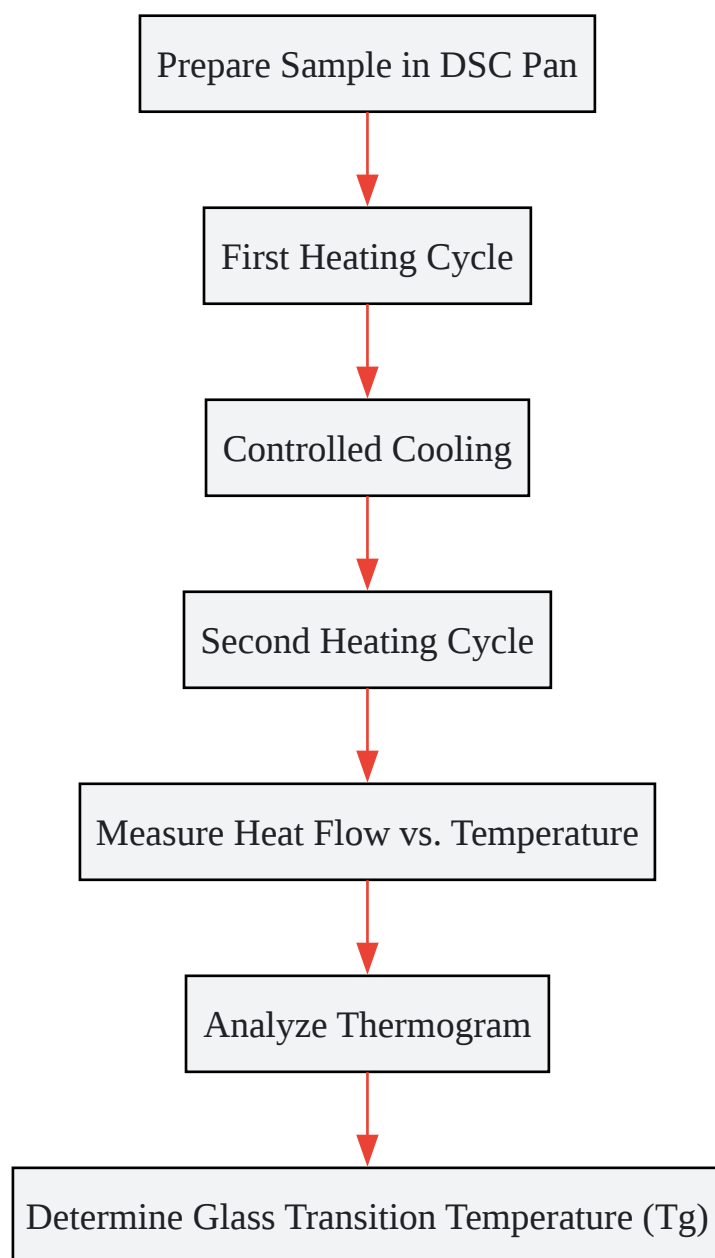 Prepare Sample in DSC Pan
First Heating Cycle
Controlled Cooling
Second Heating Cycle
Measure Heat Flow vs. Temperature
Analyze Thermogram
Determine Glass Transition Temperature (Tg)